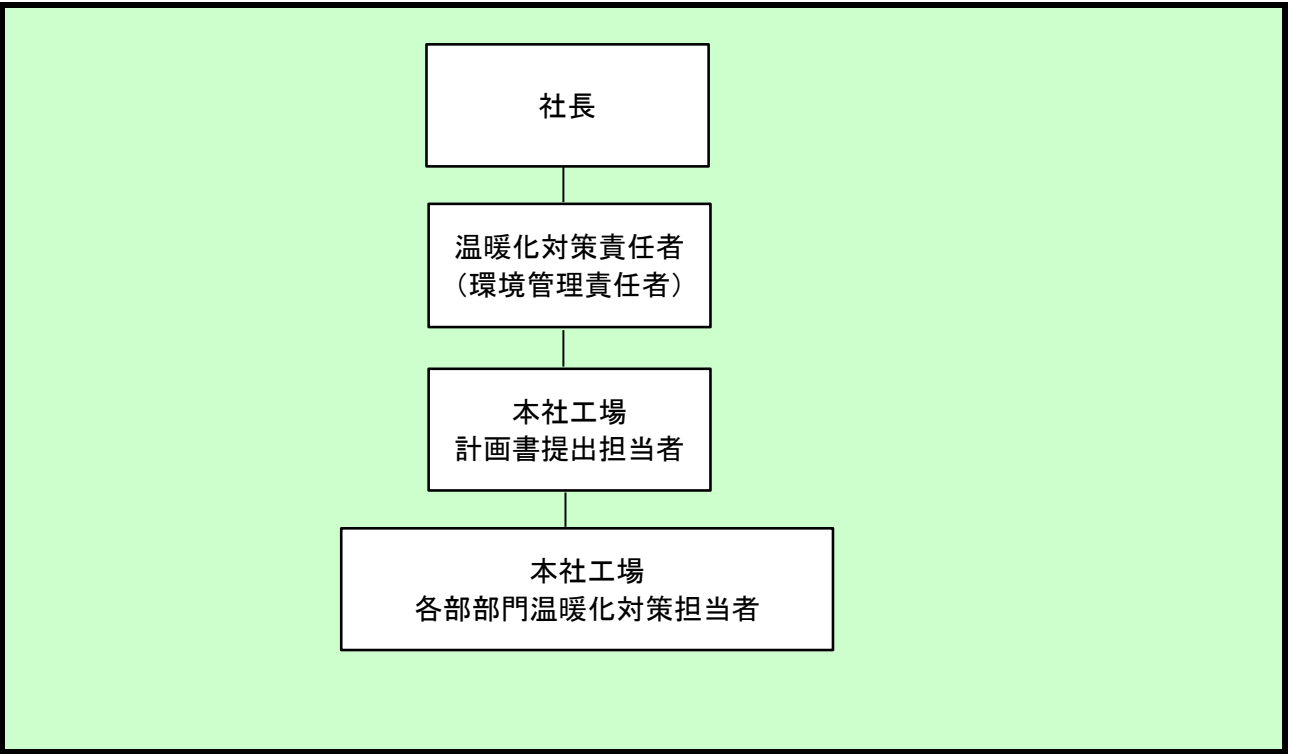 社長
温暖化対策責任者
（環境管理責任者）
本社工場
計画書提出担当者
本社工場
各部部門温暖化対策担当者